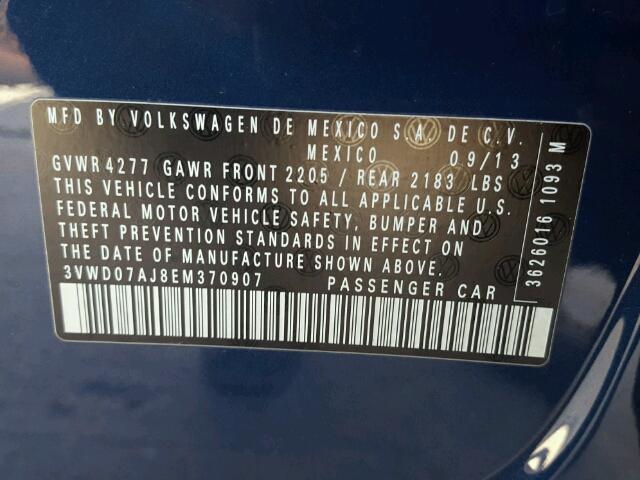 MFD BY VOLKSWAGEN DE MEXICO S.A. DE C.V.
MEXICO 09/13
GVWR 4277 GAWR FRONT 2205 / REAR 2183 LBS
THIS VEHICLE CONFORMS TO ALL APPLICABLE U.S.
FEDERAL MOTOR VEHICLE SAFETY, BUMPER AND
THEFT PREVENTION STANDARDS IN EFFECT ON
THE DATE OF MANUFACTURE SHOWN ABOVE.
3VWD07AJ8EM370907 PASSENGER CAR
3626016 1093 M